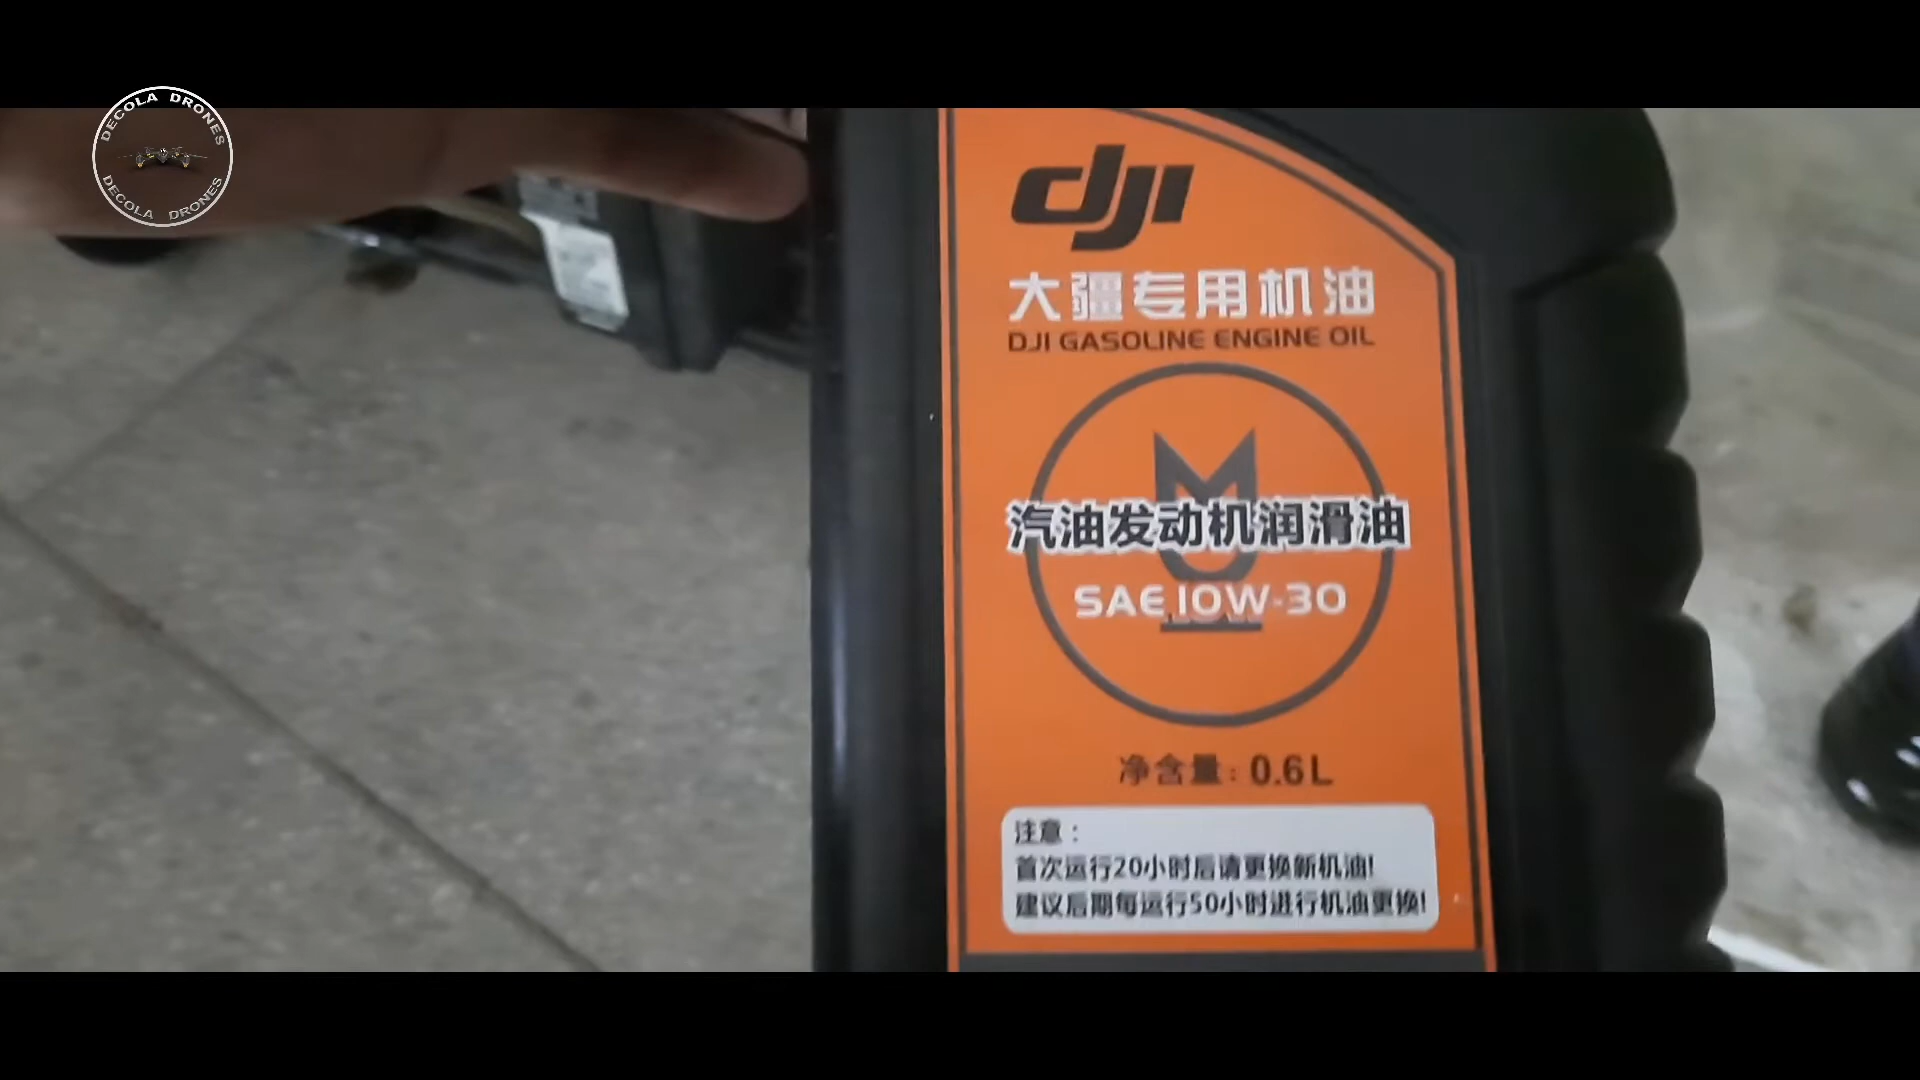 DECOLA DRONES
DECOLA DRONES
dji
大疆专用机油
DJI GASOLINE ENGINE OIL
汽油发动机润滑油
SAE 10W-30
净含量：0.6L
注意：
首次运行20小时后请更换新机油!
建议后期每运行50小时进行机油更换!